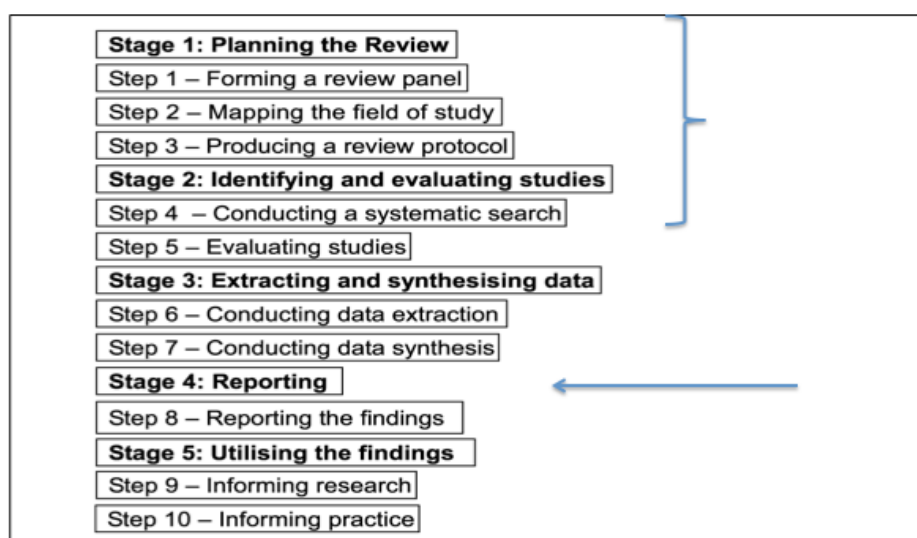 Stage 1: Planning the Review
Step 1 – Forming a review panel
Step 2 – Mapping the field of study
Step 3 – Producing a review protocol
Stage 2: Identifying and evaluating studies
Step 4 – Conducting a systematic search
Step 5 – Evaluating studies
Stage 3: Extracting and synthesising data
Step 6 – Conducting data extraction
Step 7 – Conducting data synthesis
Stage 4: Reporting
Step 8 – Reporting the findings
Stage 5: Utilising the findings
Step 9 – Informing research
Step 10 – Informing practice